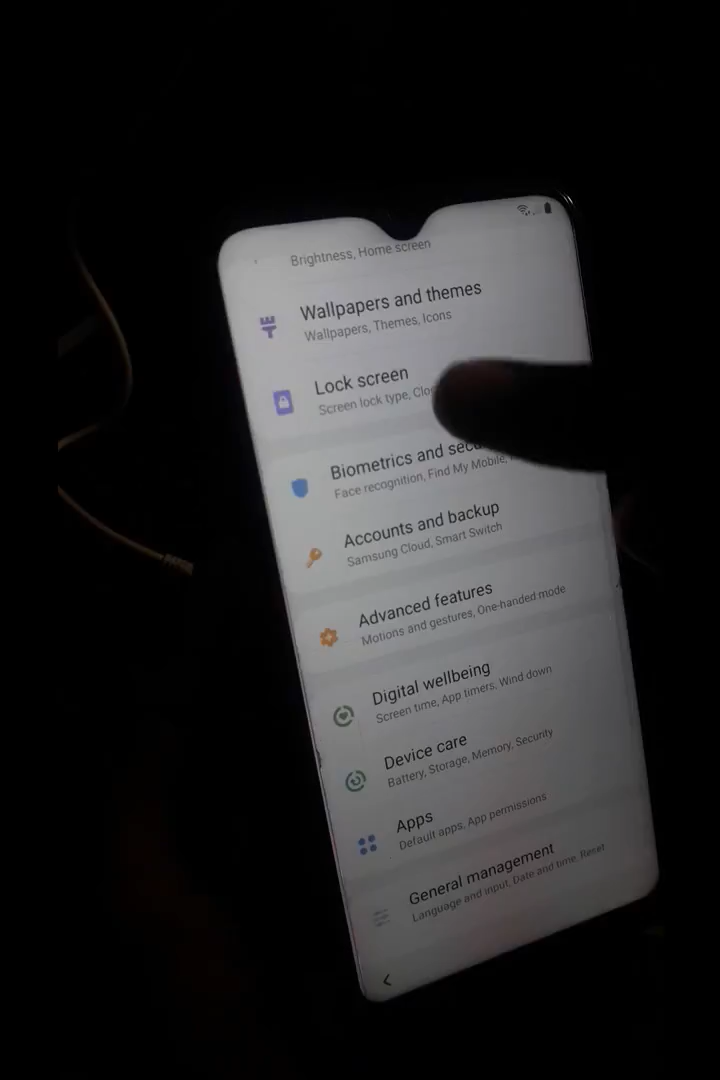 Brightness, Home screen
Wallpapers and themes
Wallpapers, Themes, Icons
Lock screen
Screen lock type,
Biometrics and
Face recognition, Find My Mobile,
Accounts and backup
Samsung Cloud, Smart Switch
Advanced features
Motions and gestures, One-handed mode
Digital wellbeing
Screen time, App timers, Wind down
Device care
Battery, Storage, Memory, Security
Apps
Default apps, App permissions
General management
Language and input, Date and time, Reset